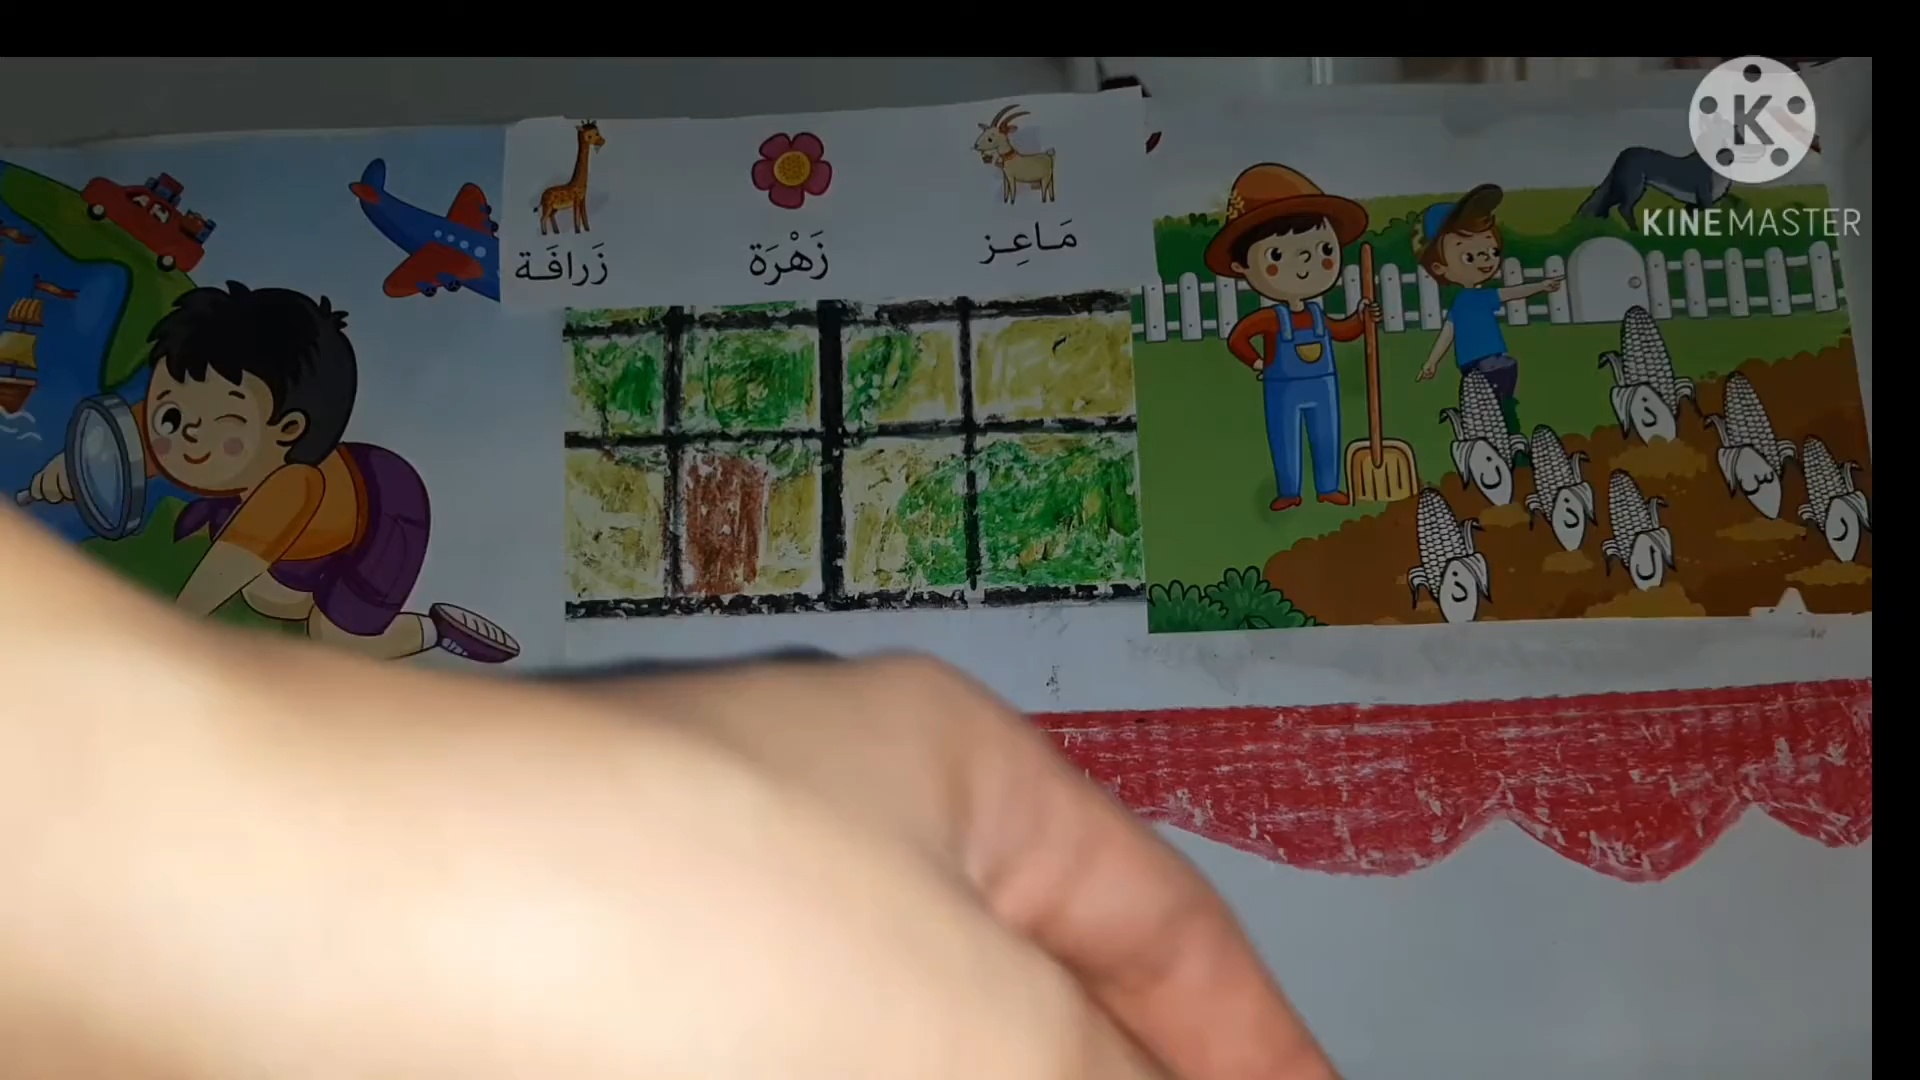 KINEMASTER
مَاعِز
زَهْرَة
زَرافَة
ز
ن
س
ز
ر
ل
ز